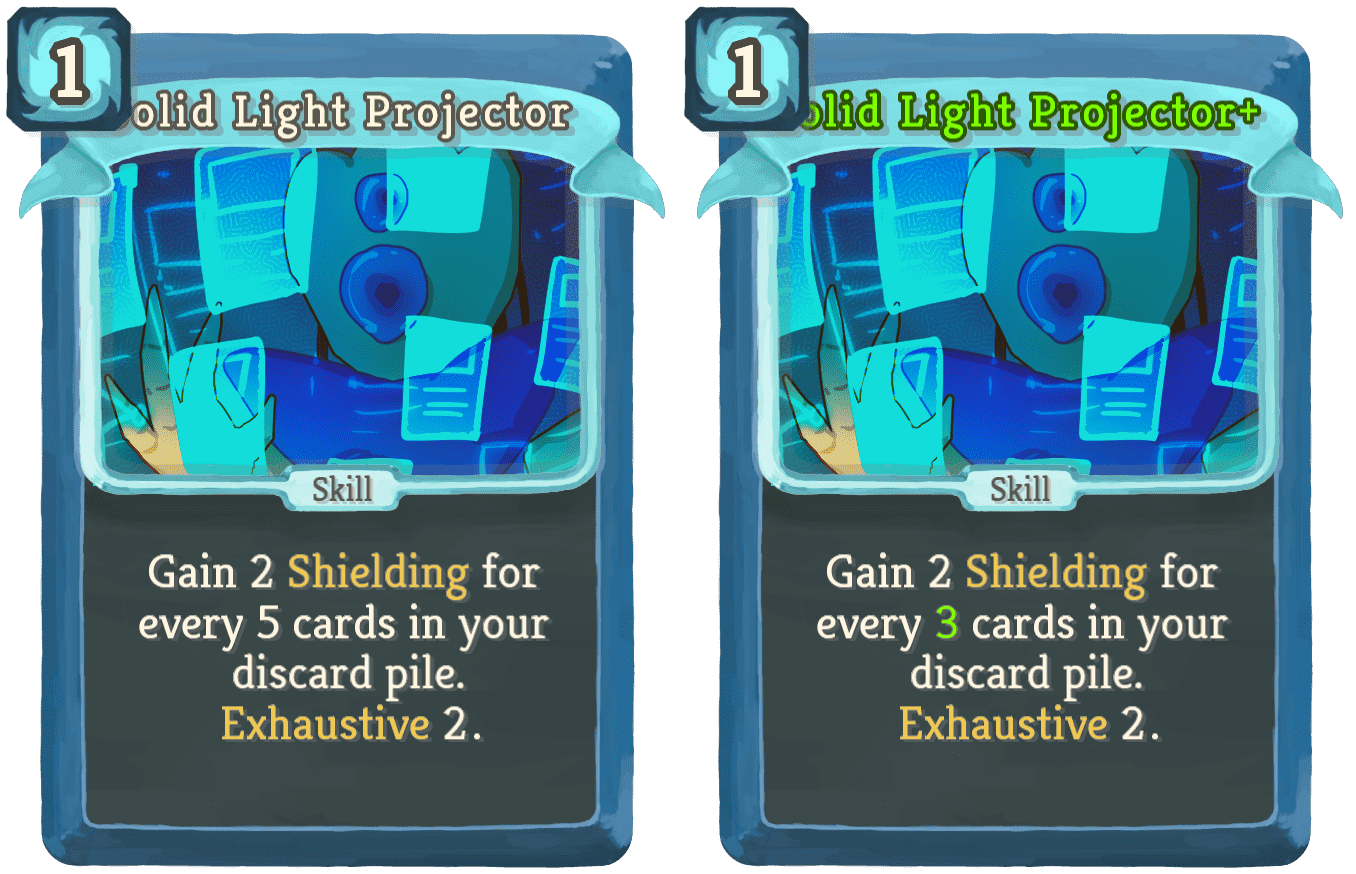 1
olid Light Projector
Skill
Gain 2 Shielding for
every 5 cards in your
discard pile.
Exhaustive 2.
1
olid Light Projector+
Skill
Gain 2 Shielding for
every 3 cards in your
discard pile.
Exhaustive 2.